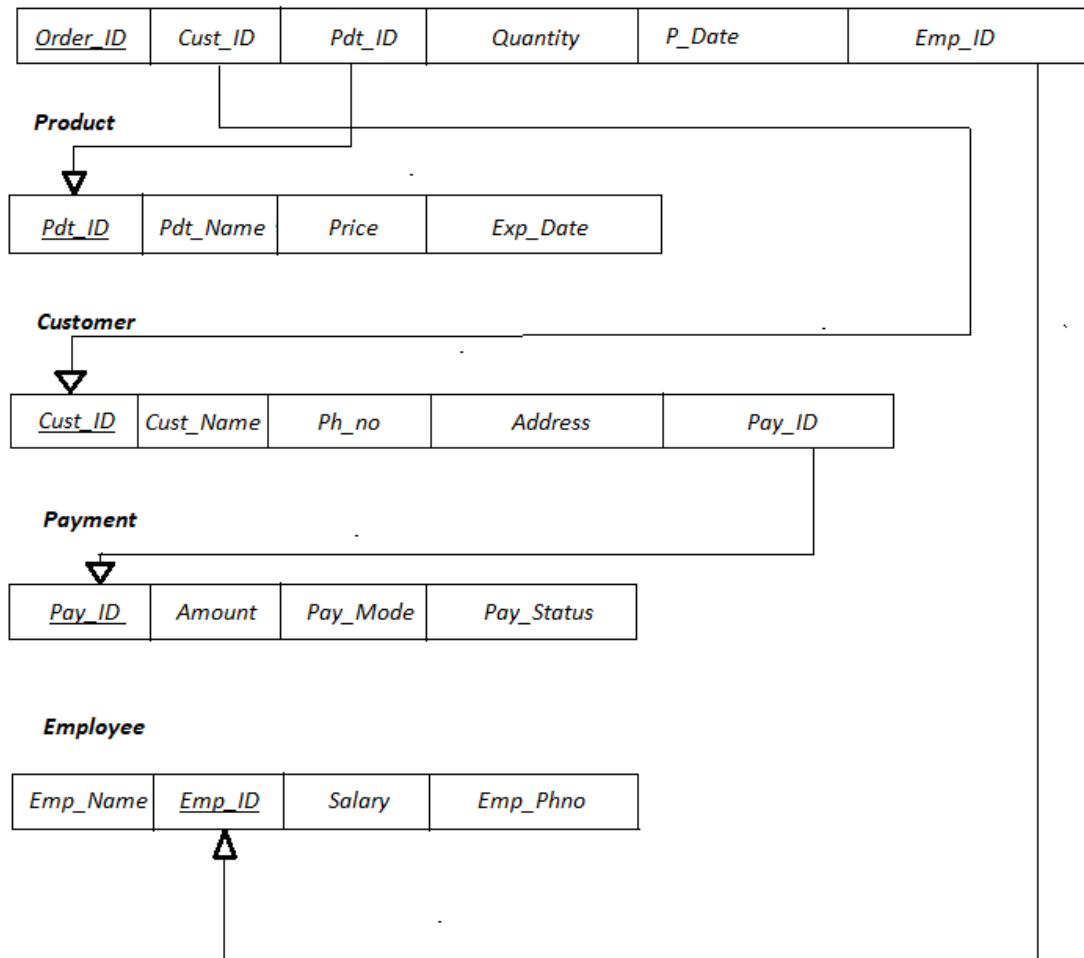 Order_ID Cust_ID Pdt_ID Quantity P_Date Emp_ID
Product
Pdt_ID Pdt_Name Price Exp_Date
Customer
Cust_ID Cust_Name Ph_no Address Pay_ID
Payment
Pay_ID Amount Pay_Mode Pay_Status
Employee
Emp_Name Emp_ID Salary Emp_Phno